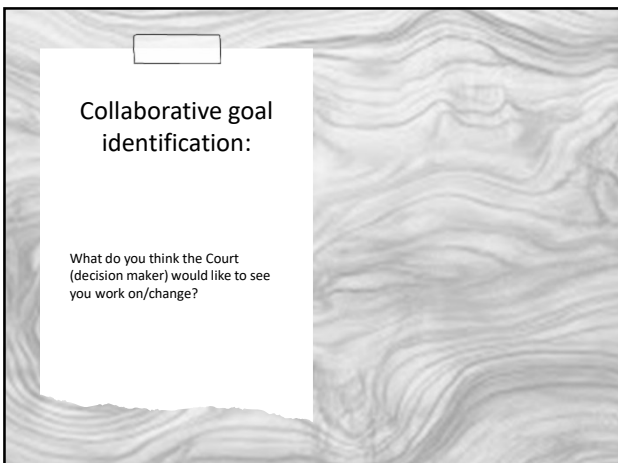 Collaborative goal
identification:
What do you think the Court
(decision maker) would like to see
you work on/change?